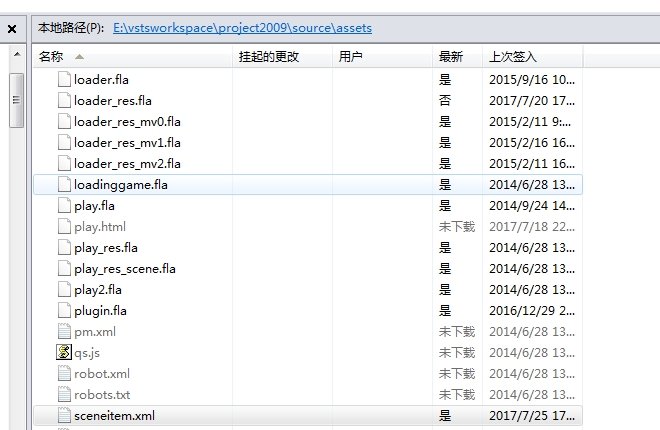 本地路径(P): E:\vstsworkspace\project2009\source\assets
名称 挂起的更改 用户 最新 上次签入
loader.fla 是 2015/9/16 10...
loader_res.fla 否 2017/7/20 17...
loader_res_mv0.fla 是 2015/2/11 9:...
loader_res_mv1.fla 是 2015/2/16 16...
loader_res_mv2.fla 是 2015/2/11 16...
loadinggame.fla 是 2014/6/28 13...
play.fla 是 2014/9/24 14...
play.html 未下载 2017/7/18 22...
play_res.fla 是 2014/6/28 13...
play_res_scene.fla 是 2014/6/28 13...
play2.fla 是 2014/6/28 13...
plugin.fla 是 2016/12/29 2...
pm.xml 未下载 2014/6/28 13...
qs.js 未下载 2014/6/28 13...
robot.xml 未下载 2014/6/28 13...
robots.txt 未下载 2014/6/28 13...
sceneitem.xml 是 2017/7/25 17...